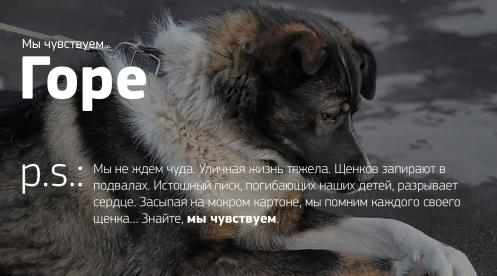 Мы чувствуем...
Горе
p.s.:
Мы не ждем чуда. Уличная жизнь тяжела. Щенков запирают в
подвалах. Истошный писк, погибающих наших детей, разрывает
сердце. Засыпая на мокром картоне, мы помним каждого своего
щенка... Знайте, мы чувствуем.